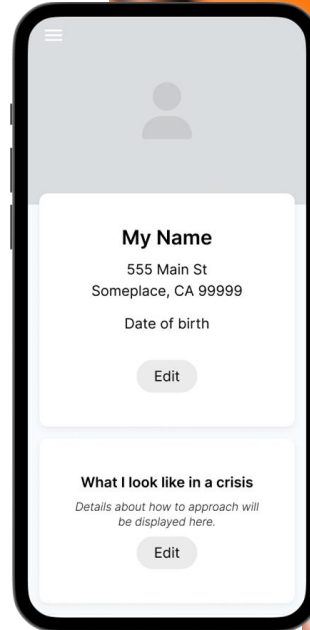 My Name
555 Main St
Someplace, CA 99999
Date of birth
Edit
What I look like in a crisis
Details about how to approach will
be displayed here.
Edit